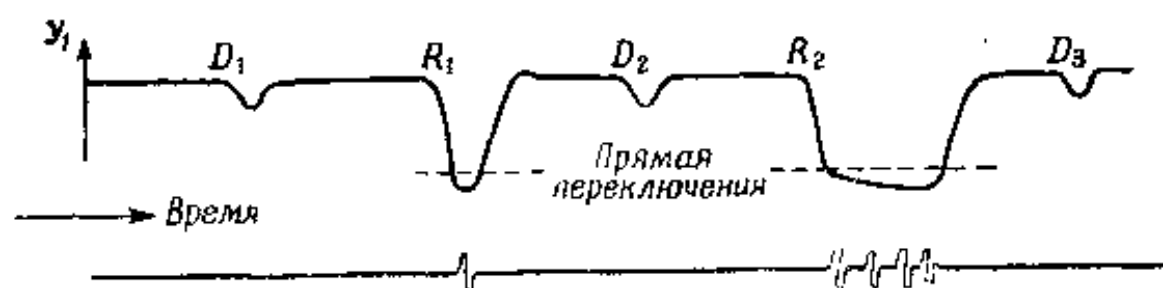 y₁
D₁ R₁ D₂ R₂ D₃
Прямая
переключения
Время